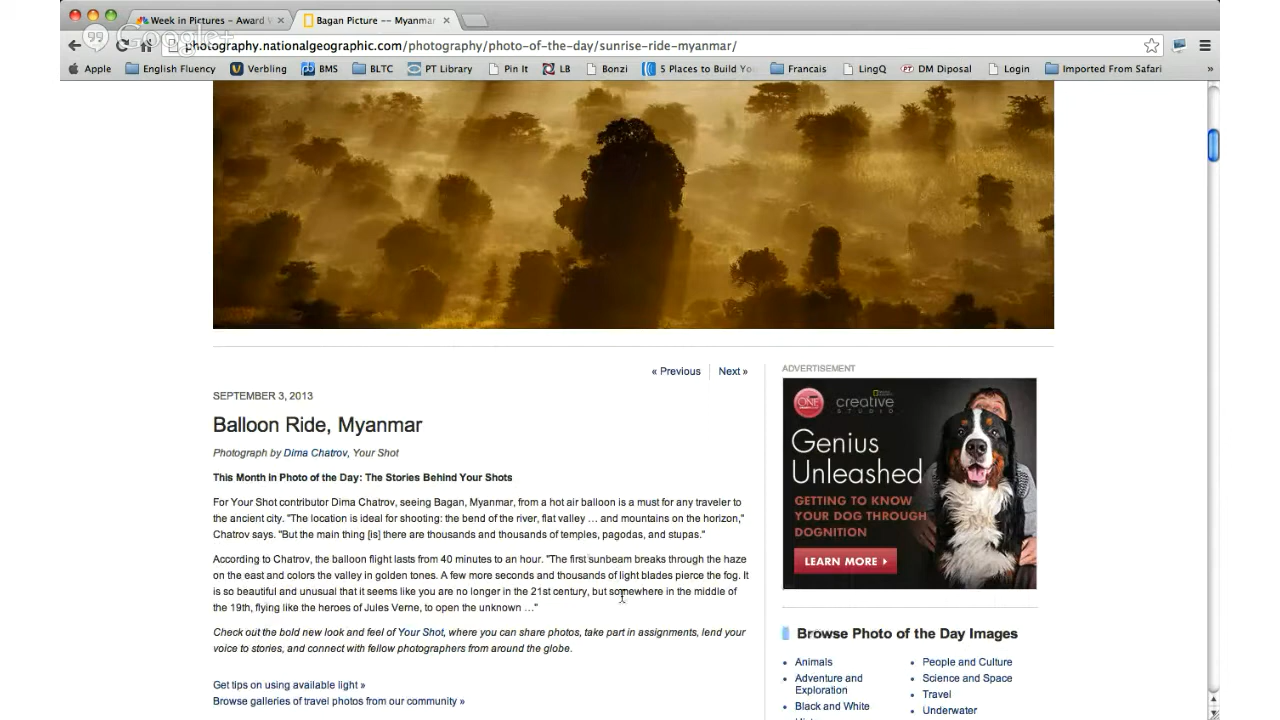 Week in Pictures - Award
Bagan Picture -- Myanmar
Google+
photography.nationalgeographic.com/photography/photo-of-the-day/sunrise-ride-myanmar/
Apple English Fluency Verbling BMS BLTC PT Library Pin It LB Bonzi 5 Places to Build Yo Francais LingQ DM Diposal Login Imported From Safari »
« Previous Next »
SEPTEMBER 3, 2013
Balloon Ride, Myanmar
Photograph by Dima Chatrov, Your Shot
This Month in Photo of the Day: The Stories Behind Your Shots
For Your Shot contributor Dima Chatrov, seeing Bagan, Myanmar, from a hot air balloon is a must for any traveler to
the ancient city. "The location is ideal for shooting: the bend of the river, flat valley … and mountains on the horizon,"
Chatrov says. "But the main thing [is] there are thousands and thousands of temples, pagodas, and stupas."
According to Chatrov, the balloon flight lasts from 40 minutes to an hour. "The first sunbeam breaks through the haze
on the east and colors the valley in golden tones. A few more seconds and thousands of light blades pierce the fog. It
is so beautiful and unusual that it seems like you are no longer in the 21st century, but somewhere in the middle of
the 19th, flying like the heroes of Jules Verne, to open the unknown …"
Check out the bold new look and feel of Your Shot, where you can share photos, take part in assignments, lend your
voice to stories, and connect with fellow photographers from around the globe.
Get tips on using available light »
Browse galleries of travel photos from our community »
ADVERTISEMENT
ONE creative
STUDIO
Genius
Unleashed
GETTING TO KNOW
YOUR DOG THROUGH
DOGNITION
LEARN MORE
Browse Photo of the Day Images
Animals
Adventure and
Exploration
Black and White
People and Culture
Science and Space
Travel
Underwater